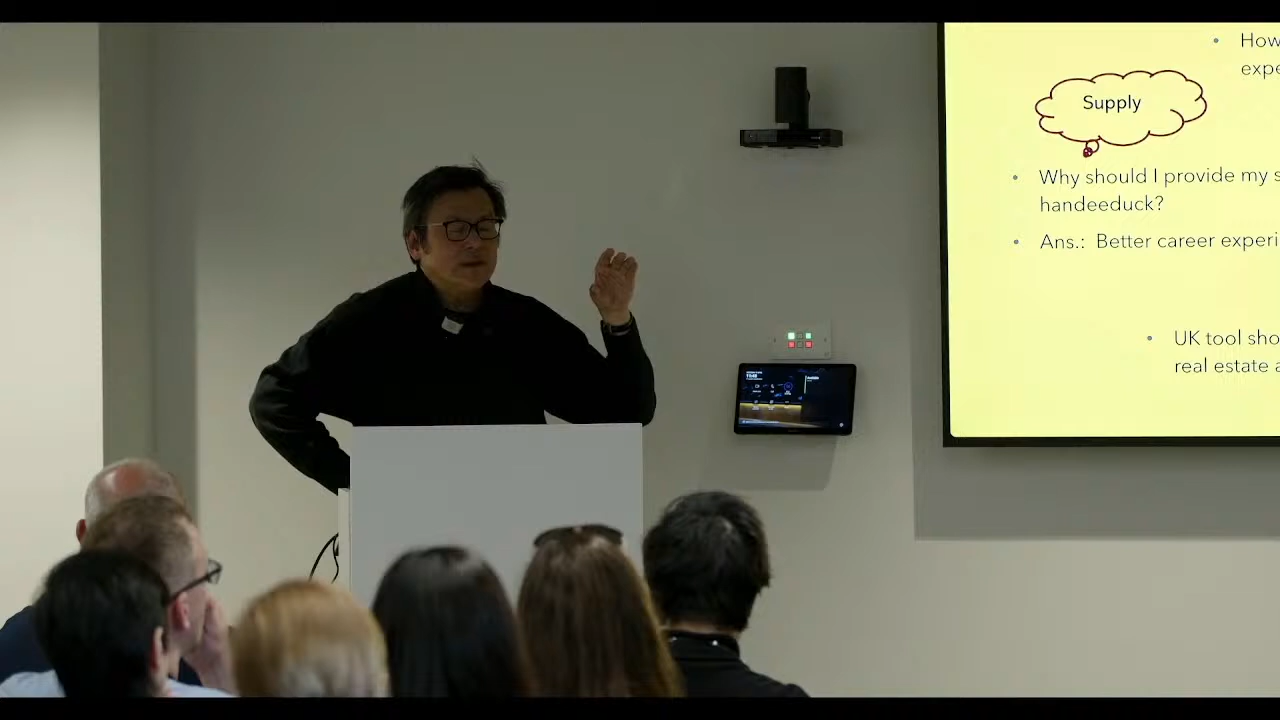 How
expe
Supply
Why should I provide my s
handeeduck?
Ans.: Better career experi
UK tool sho
real estate a